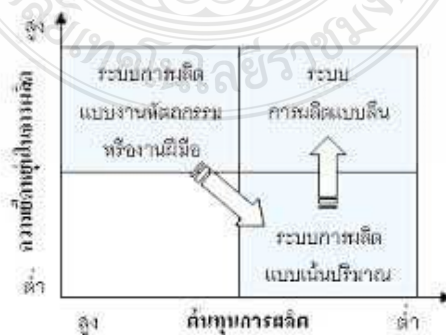 สูง
ระบบการผลิต
แบบงานหัตถกรรม
หรืองานฝีมือ
ระบบ
การผลิตแบบลีน
ความยืดหยุ่นในการผลิต
ระบบการผลิต
แบบเน้นปริมาณ
ต่ำ
สูง
ต้นทุนการผลิต
ต่ำ